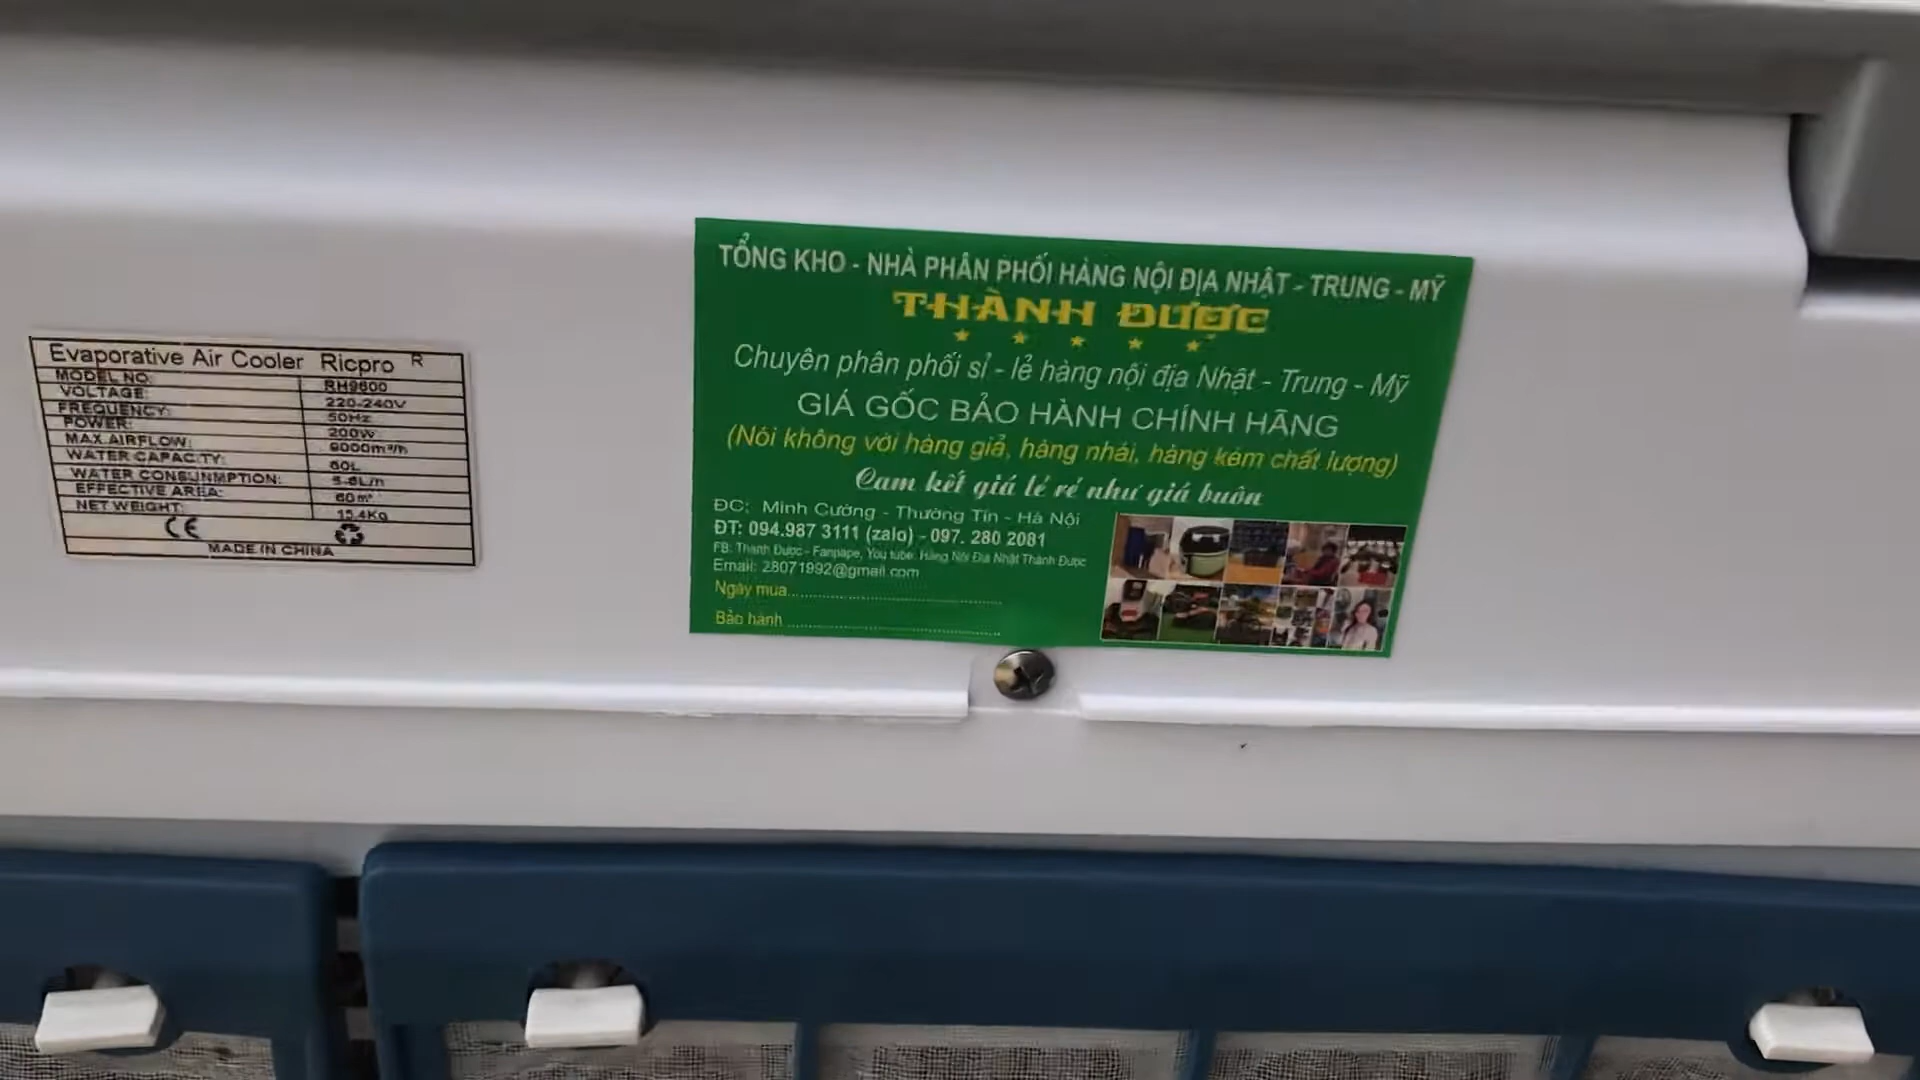 Evaporative Air Cooler Ricpro R
MODEL NO: RH9600
VOLTAGE: 220-240V
FREQUENCY: 50Hz
POWER: 200W
MAX.AIRFLOW: 9000m³/h
WATER CAPACITY: 60L
WATER CONSUNMPTION: 5-6L/h
EFFECTIVE AREA: 60m²
NET WEIGHT: 15.4Kg
CE
MADE IN CHINA
TỔNG KHO - NHÀ PHÂN PHỐI HÀNG NỘI ĐỊA NHẬT - TRUNG - MỸ
THÀNH ĐƯỢC
Chuyên phân phối sỉ - lẻ hàng nội địa Nhật - Trung - Mỹ
GIÁ GỐC BẢO HÀNH CHÍNH HÃNG
(Nói không với hàng giả, hàng nhái, hàng kém chất lượng)
Cam kết giá lẻ rẻ như giá buôn
ĐC: Minh Cường - Thường Tín - Hà Nội
ĐT: 094.987 3111 (zalo) - 097. 280 2081
FB: Thành Được - Fanpape, You tube: Hàng Nội Địa Nhật Thành Được
Email: 28071992@gmail.com
Ngày mua
Bảo hành